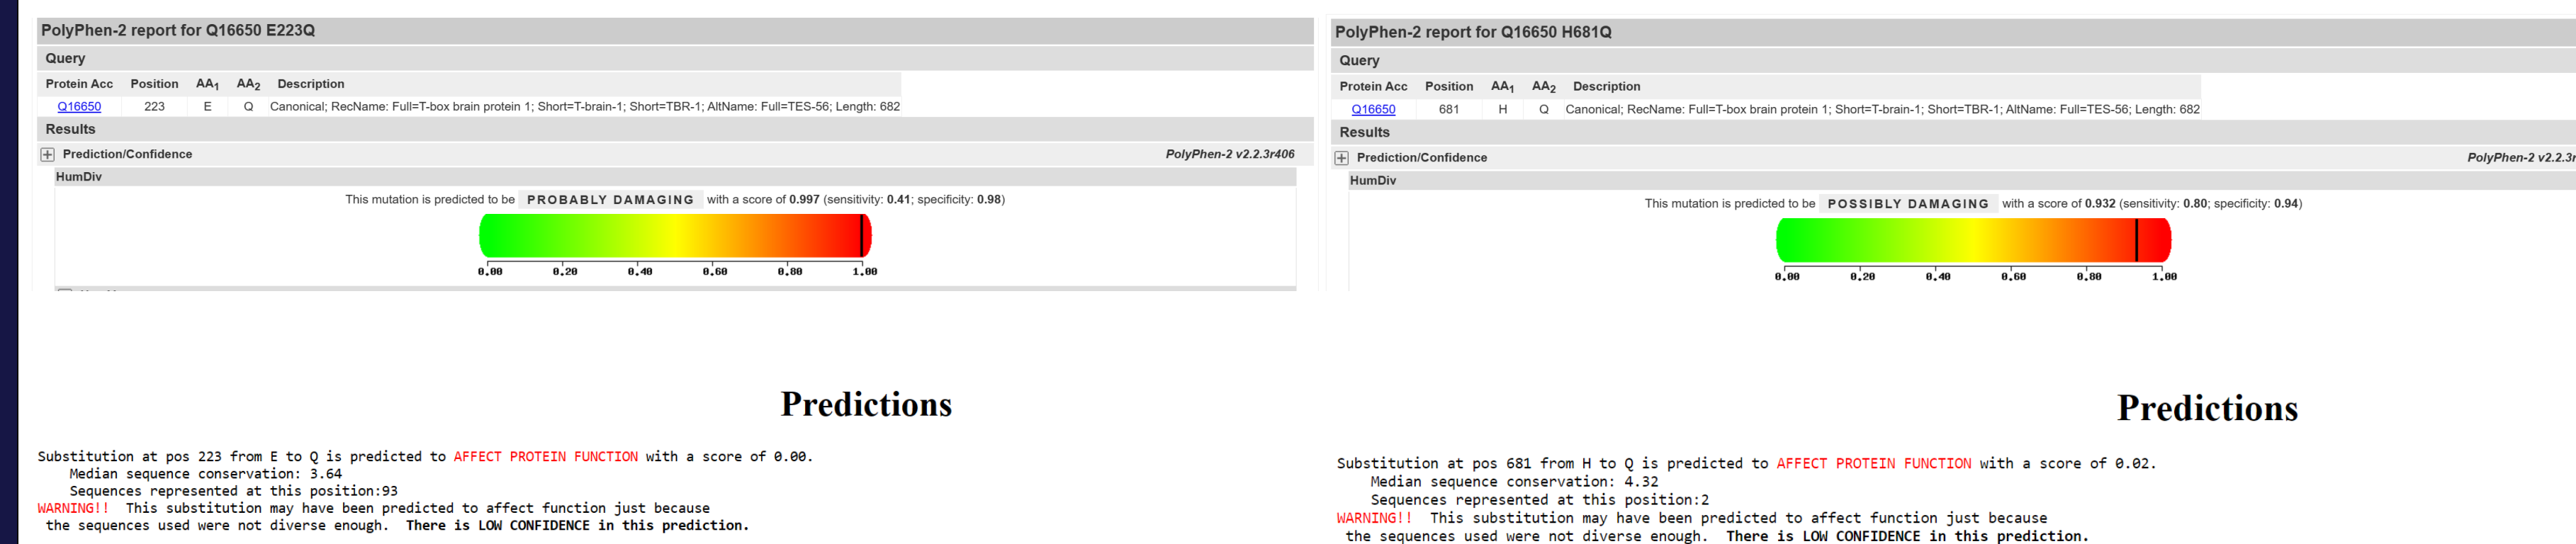 PolyPhen-2 report for Q16650 E223Q
Query
Protein Acc Position AA1 AA2 Description
Q16650 223 E Q Canonical; RecName: Full=T-box brain protein 1; Short=T-brain-1; Short=TBR-1; AltName: Full=TES-56; Length: 682
Results
Prediction/Confidence PolyPhen-2 v2.2.3r406
HumDiv
This mutation is predicted to be PROBABLY DAMAGING with a score of 0.997 (sensitivity: 0.41; specificity: 0.98)
0.00 0.20 0.40 0.60 0.80 1.00
Predictions
Substitution at pos 223 from E to Q is predicted to AFFECT PROTEIN FUNCTION with a score of 0.00.
Median sequence conservation: 3.64
Sequences represented at this position:93
WARNING!! This substitution may have been predicted to affect function just because
the sequences used were not diverse enough. There is LOW CONFIDENCE in this prediction.
PolyPhen-2 report for Q16650 H681Q
Query
Protein Acc Position AA1 AA2 Description
Q16650 681 H Q Canonical; RecName: Full=T-box brain protein 1; Short=T-brain-1; Short=TBR-1; AltName: Full=TES-56; Length: 682
Results
Prediction/Confidence PolyPhen-2 v2.2.3r
HumDiv
This mutation is predicted to be POSSIBLY DAMAGING with a score of 0.932 (sensitivity: 0.80; specificity: 0.94)
0.00 0.20 0.40 0.60 0.80 1.00
Predictions
Substitution at pos 681 from H to Q is predicted to AFFECT PROTEIN FUNCTION with a score of 0.02.
Median sequence conservation: 4.32
Sequences represented at this position:2
WARNING!! This substitution may have been predicted to affect function just because
the sequences used were not diverse enough. There is LOW CONFIDENCE in this prediction.